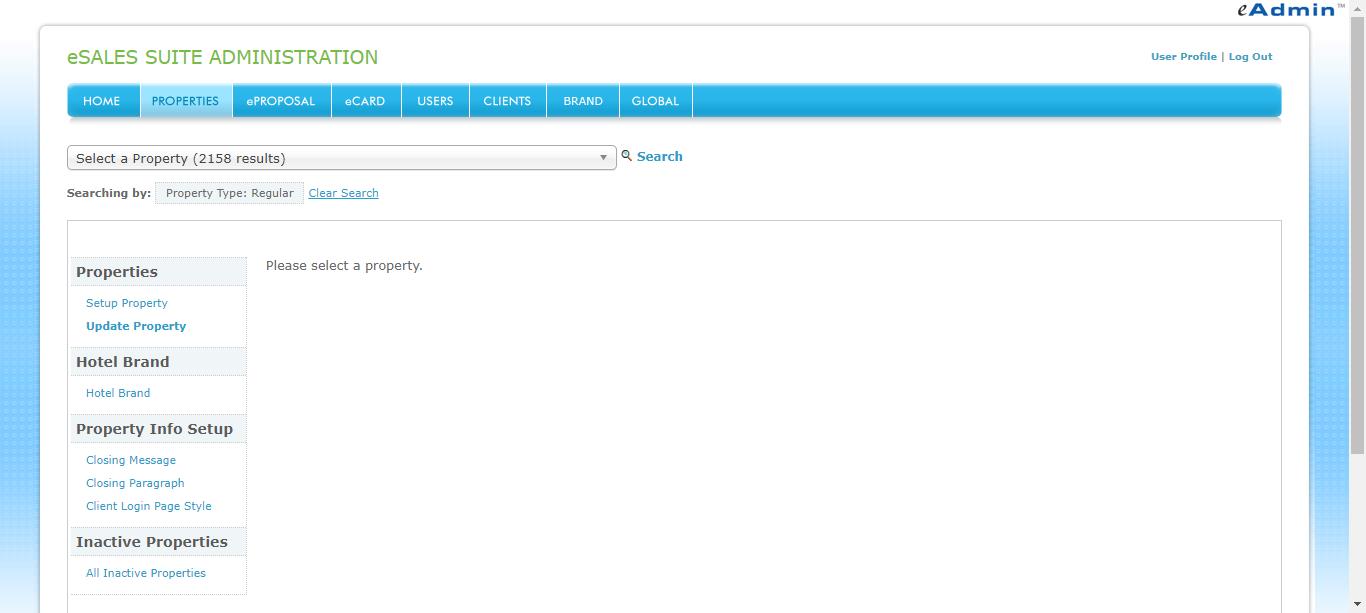 eAdmin™
eSALES SUITE ADMINISTRATION
User Profile | Log Out
HOME PROPERTIES ePROPOSAL eCARD USERS CLIENTS BRAND GLOBAL
Select a Property (2158 results) Search
Searching by: Property Type: Regular Clear Search
Properties
Setup Property
Update Property
Hotel Brand
Hotel Brand
Property Info Setup
Closing Message
Closing Paragraph
Client Login Page Style
Inactive Properties
All Inactive Properties
Please select a property.